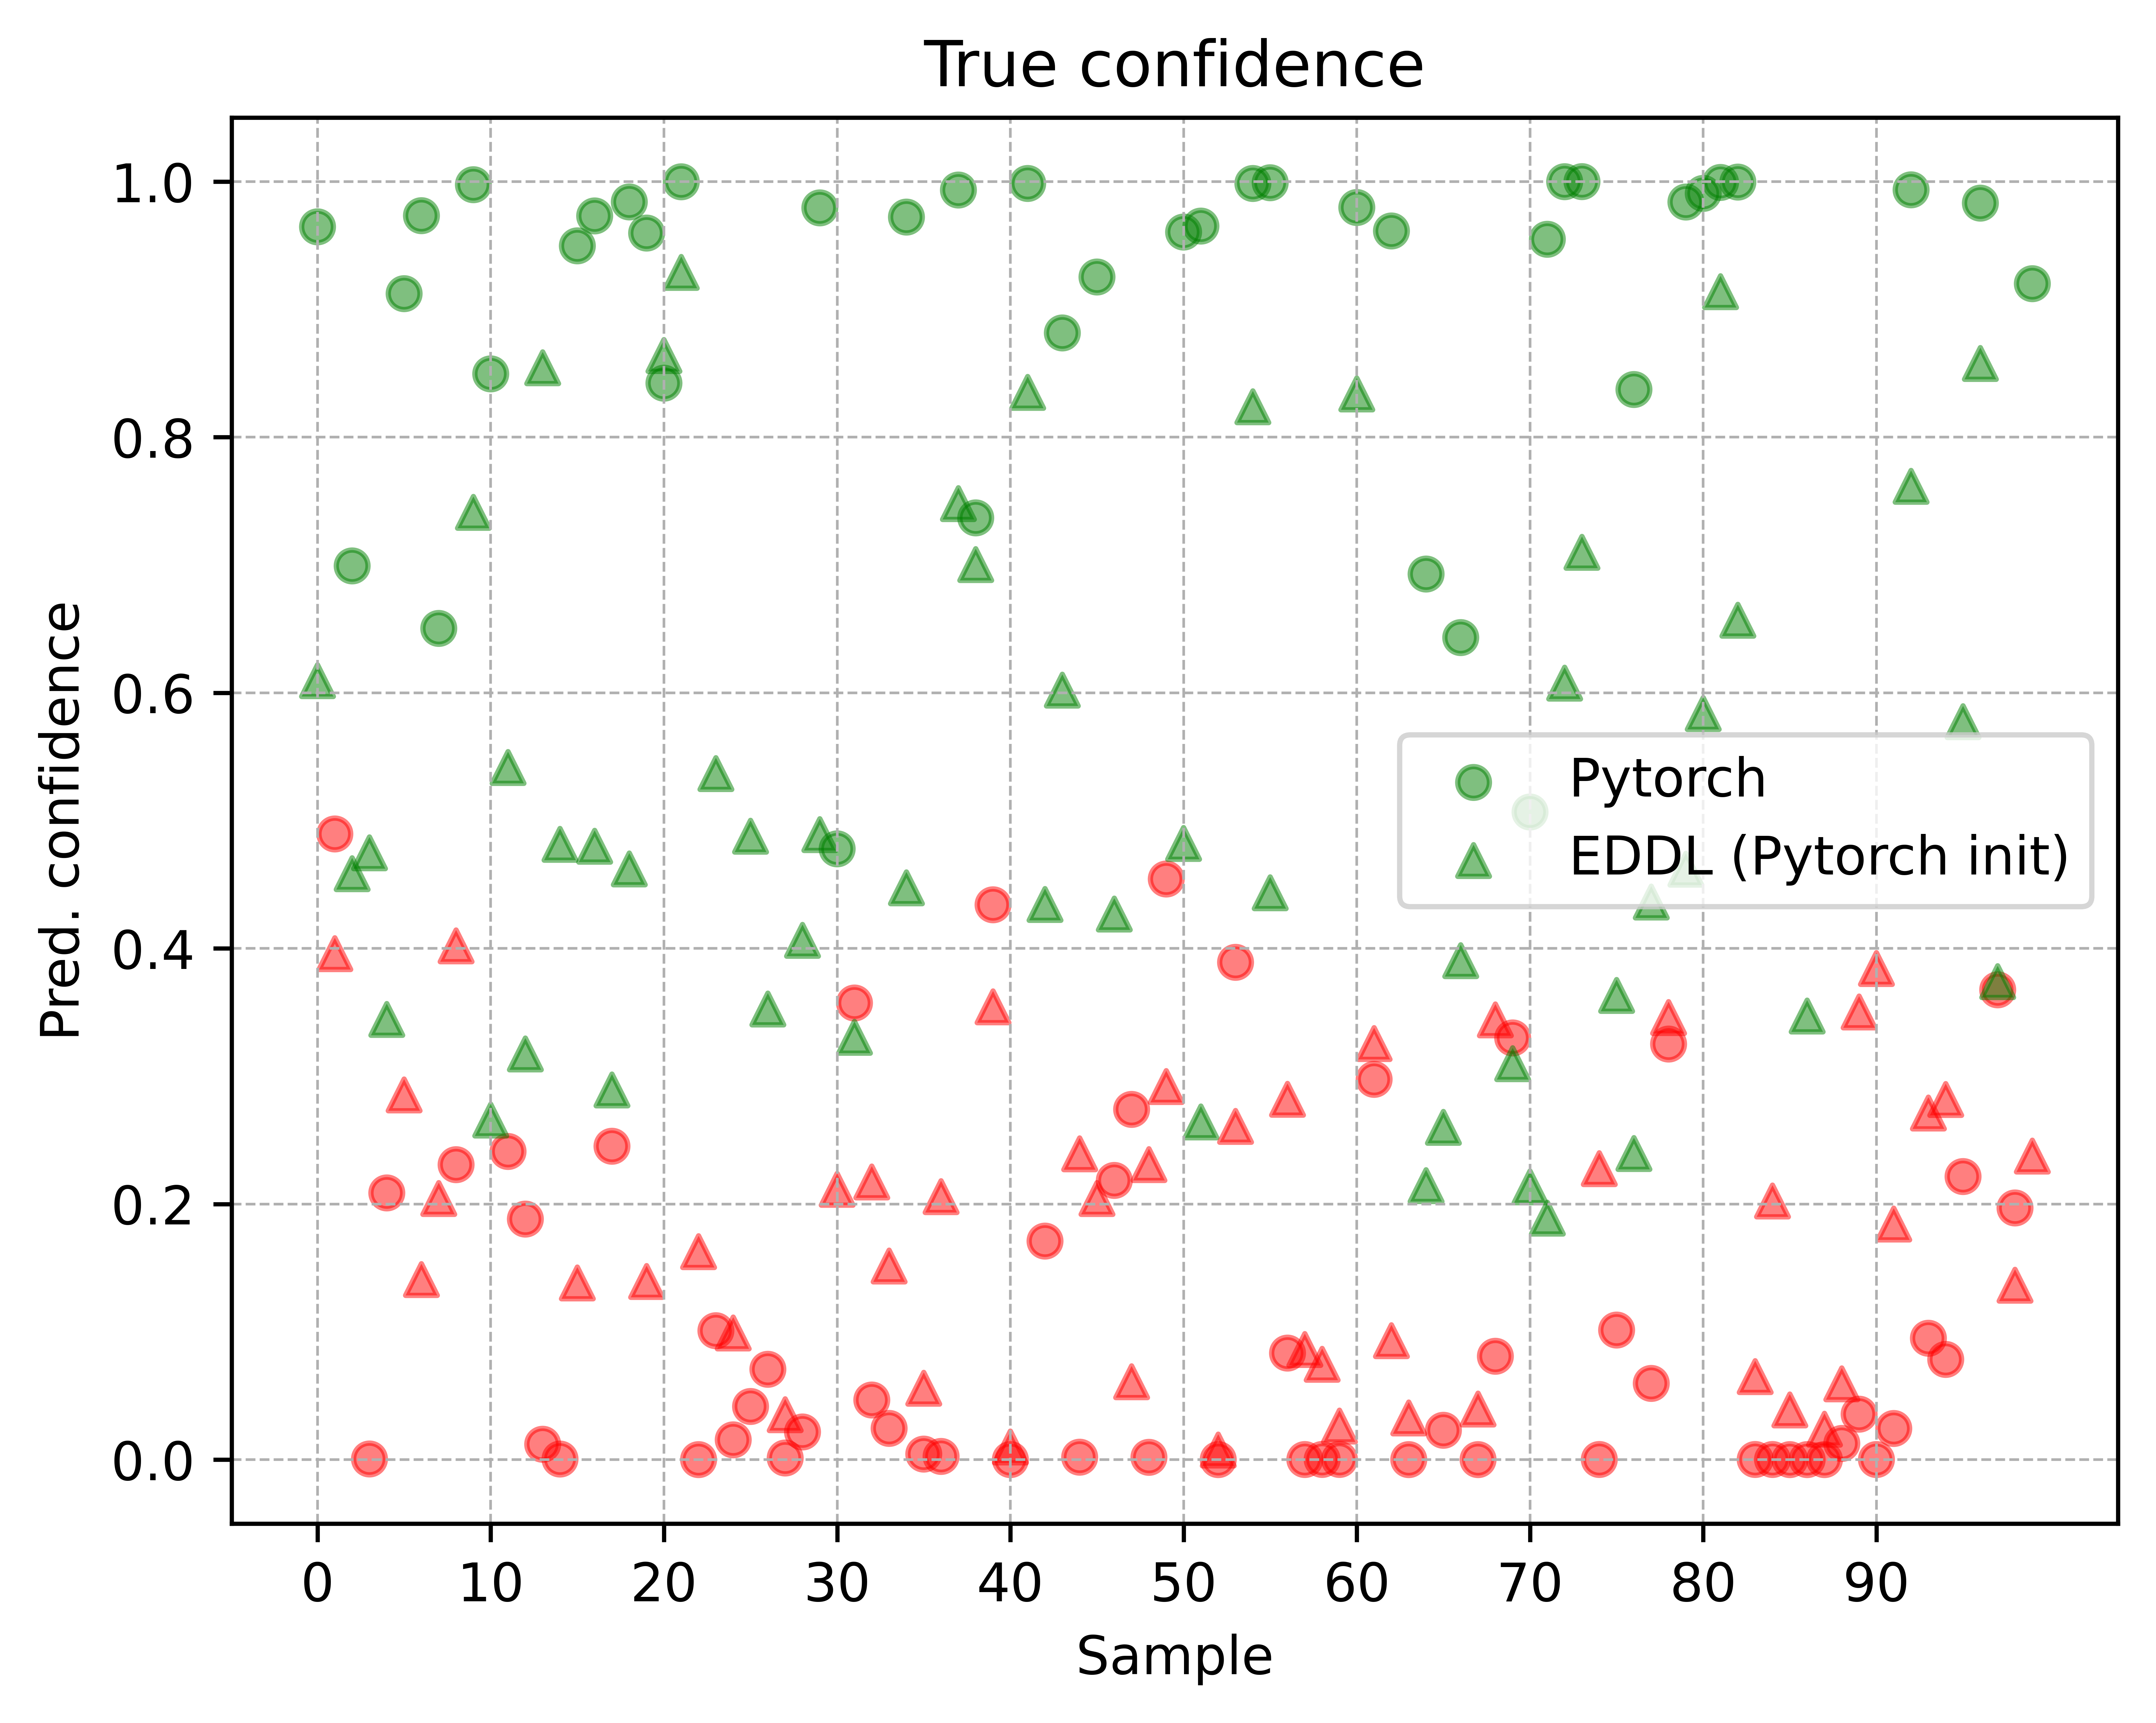 True confidence
1.0
0.8
0.6
0.4
0.2
0.0
Pred. confidence
Pytorch
EDDL (Pytorch init)
0 10 20 30 40 50 60 70 80 90
Sample